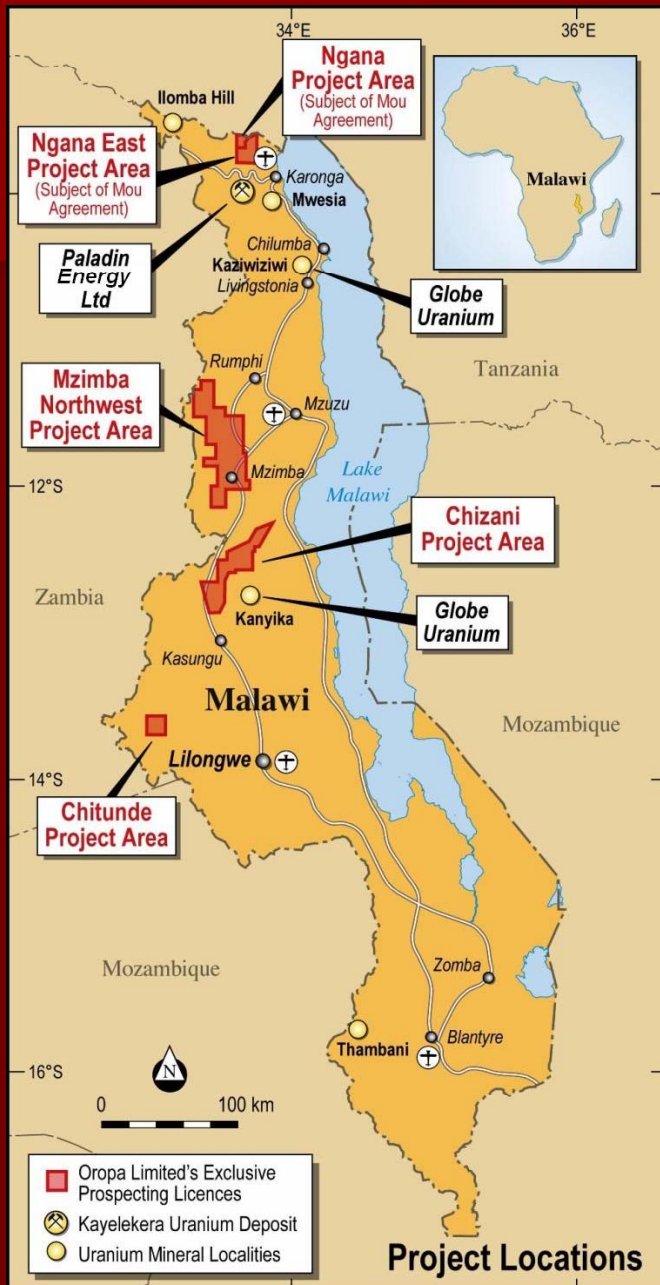 34°E
36°E
Ngana
Project Area
(Subject of Mou
Agreement)
Ilomba Hill
Ngana East
Project Area
(Subject of Mou
Agreement)
Karonga
Mwesia
Malawi
Paladin
Energy
Ltd
Chilumba
Kaziwiziwi
Livingstonia
Globe
Uranium
Tanzania
Rumphi
Mzimba
Northwest
Project Area
Mzuzu
Mzimba
Lake
Malawi
12°S
Chizani
Project Area
Zambia
Kanyika
Globe
Uranium
Kasungu
Malawi
Mozambique
Lilongwe
14°S
Chitunde
Project Area
Mozambique
Zomba
Thambani
Blantyre
16°S
N
0 100 km
Oropa Limited's Exclusive
Prospecting Licences
Kayelekera Uranium Deposit
Uranium Mineral Localities
Project Locations